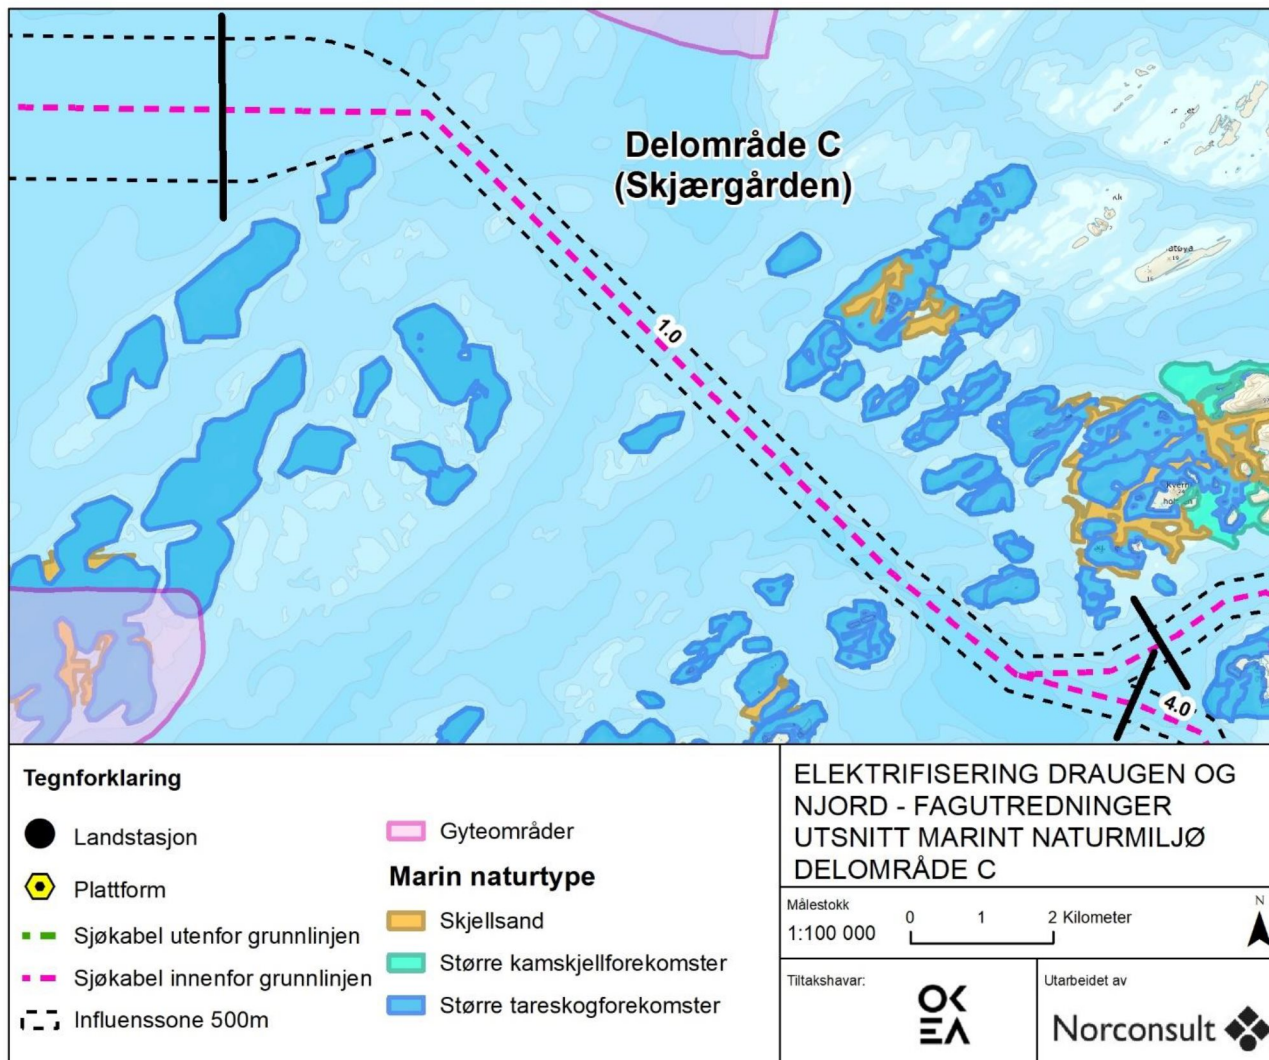 Delområde C
(Skjærgården)
1.0
4.0
Tegnforklaring
Landstasjon
Plattform
Sjøkabel utenfor grunnlinjen
Sjøkabel innenfor grunnlinjen
Influenssone 500m
Gyteområder
Marin naturtype
Skjellsand
Større kamskjellforekomster
Større tareskogforekomster
ELEKTRIFISERING DRAUGEN OG
NJORD - FAGUTREDNINGER
UTSNITT MARINT NATURMILJØ
DELOMRÅDE C
Målestokk
1:100 000
0 1 2 Kilometer
N
Tiltakshaver:
OKEA
Utarbeidet av
Norconsult